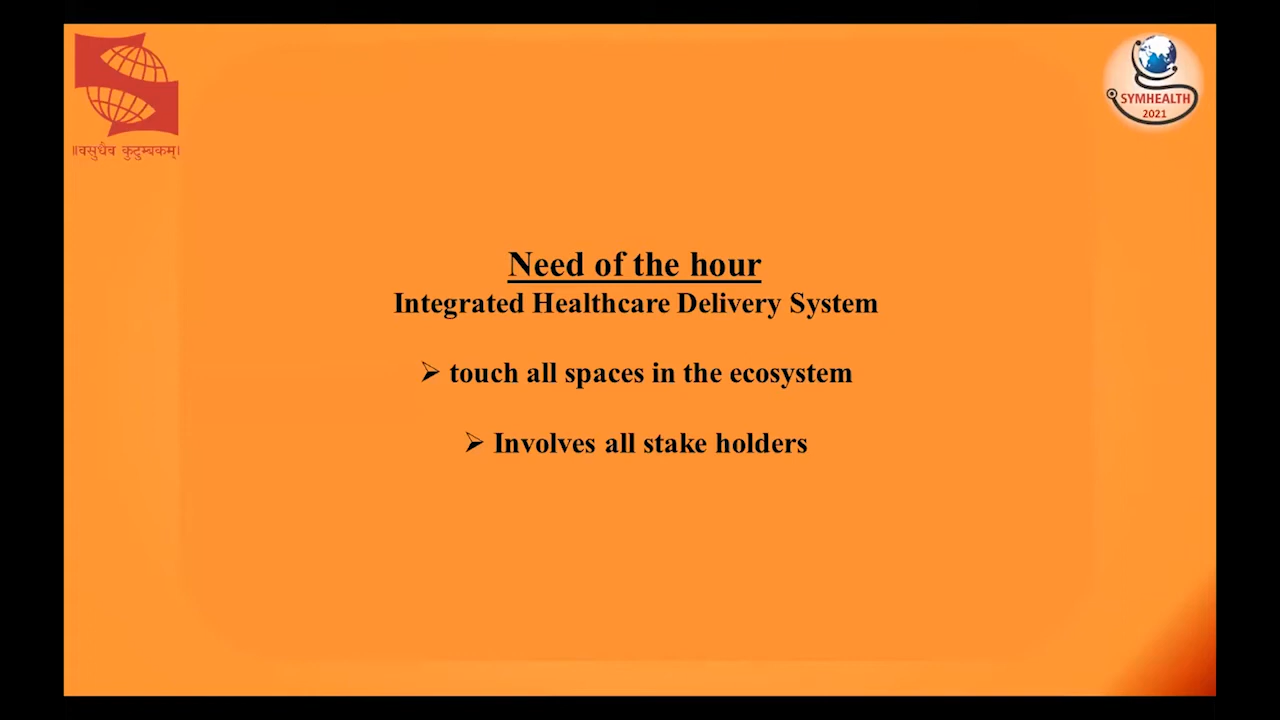 ॥वसुधैव कुटुम्बकम्।
SYMHEALTH
2021
Need of the hour
Integrated Healthcare Delivery System
➢ touch all spaces in the ecosystem
➢ Involves all stake holders